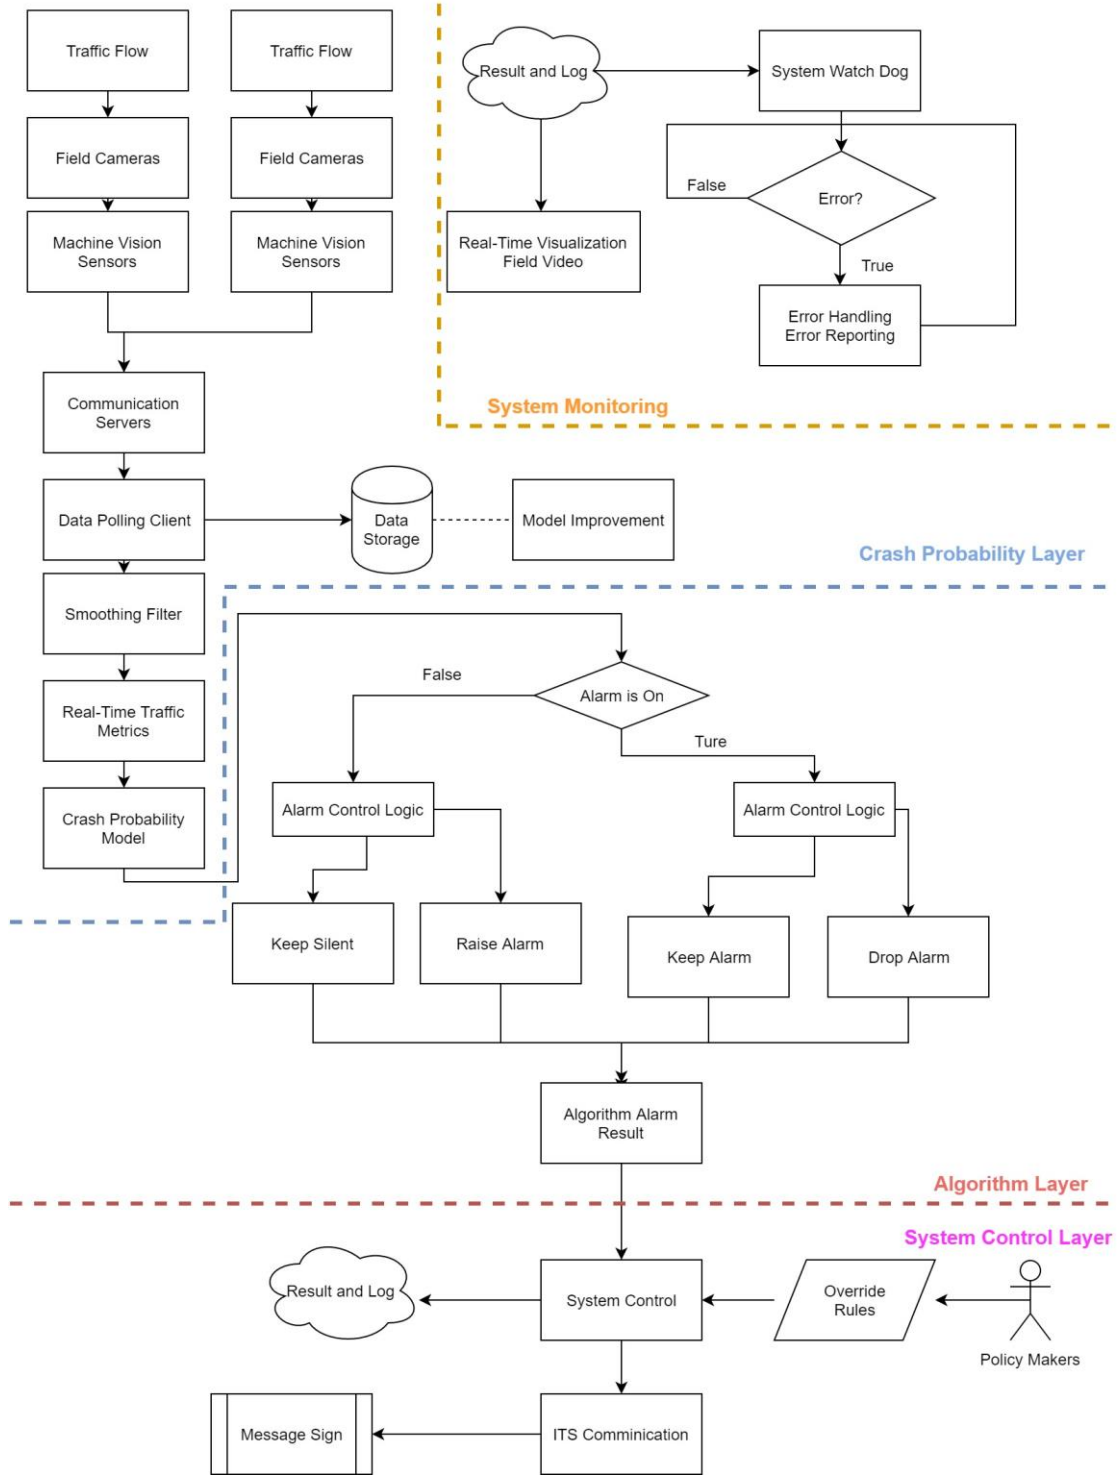 Traffic Flow
Traffic Flow
Field Cameras
Field Cameras
Machine Vision
Sensors
Machine Vision
Sensors
Communication
Servers
Data Polling Client
Data
Storage
Model Improvement
Smoothing Filter
Real-Time Traffic
Metrics
Crash Probability
Model
Result and Log
System Watch Dog
False
Error?
True
Real-Time Visualization
Field Video
Error Handling
Error Reporting
System Monitoring
Crash Probability Layer
Alarm is On
False
Ture
Alarm Control Logic
Alarm Control Logic
Keep Silent
Raise Alarm
Keep Alarm
Drop Alarm
Algorithm Alarm
Result
Algorithm Layer
System Control Layer
Result and Log
System Control
Override
Rules
Policy Makers
Message Sign
ITS Comminication